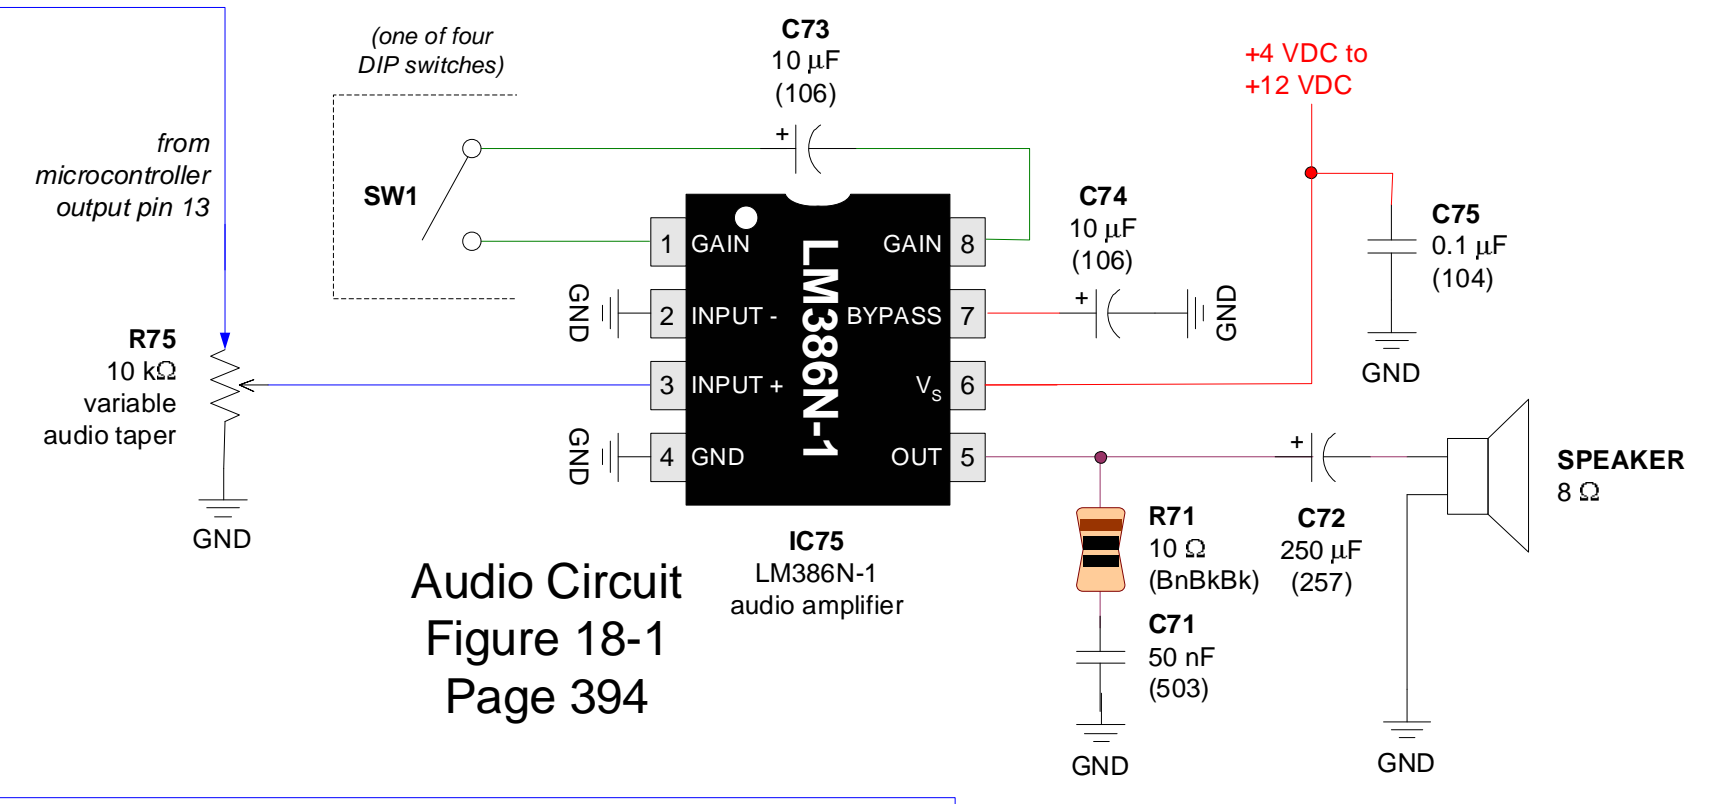 (one of four
DIP switches)
from
microcontroller
output pin 13
SW1
R75
10 kΩ
variable
audio taper
GND
C73
10 µF
(106)
+
1 GAIN
GAIN 8
GND
2 INPUT -
BYPASS 7
3 INPUT +
VS 6
GND
4 GND
OUT 5
LM386N-1
IC75
LM386N-1
audio amplifier
C74
10 µF
(106)
+
GND
+4 VDC to
+12 VDC
C75
0.1 µF
(104)
GND
R71
10 Ω
(BnBkBk)
C71
50 nF
(503)
GND
+
C72
250 µF
(257)
SPEAKER
8 Ω
GND
Audio Circuit
Figure 18-1
Page 394